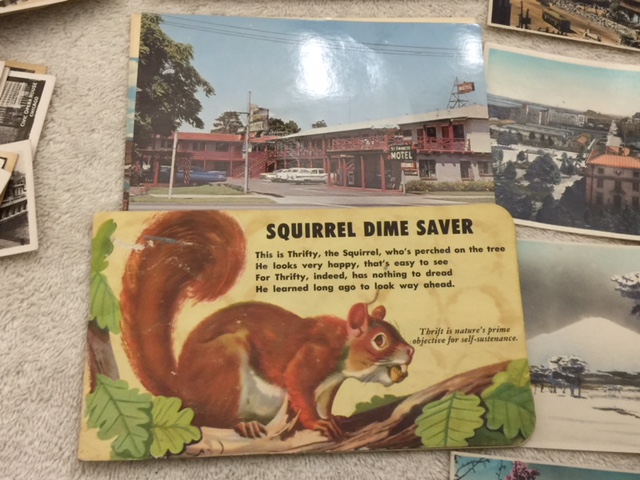 MOTEL
MOTEL
SQUIRREL DIME SAVER
This is Thrifty, the Squirrel, who's perched on the tree
He looks very happy, that's easy to see
For Thrifty, indeed, has nothing to dread
He learned long ago to look way ahead.
Thrift is nature's prime
objective for self-sustenance.